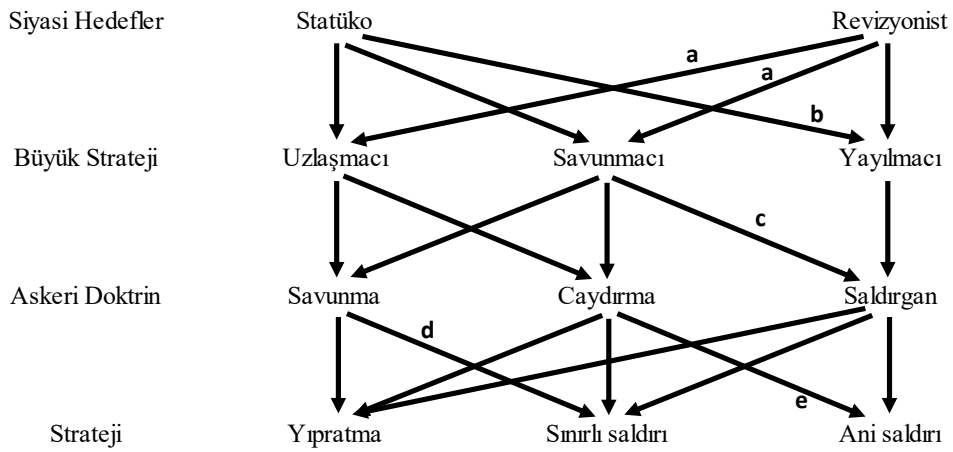 Siyasi Hedefler Statüko Revizyonist
a
a
b
Büyük Strateji Uzlaşmacı Savunmacı Yayılmacı
c
Askeri Doktrin Savunma Caydırma Saldırgan
d
e
Strateji Yıpratma Sınırlı saldırı Ani saldırı